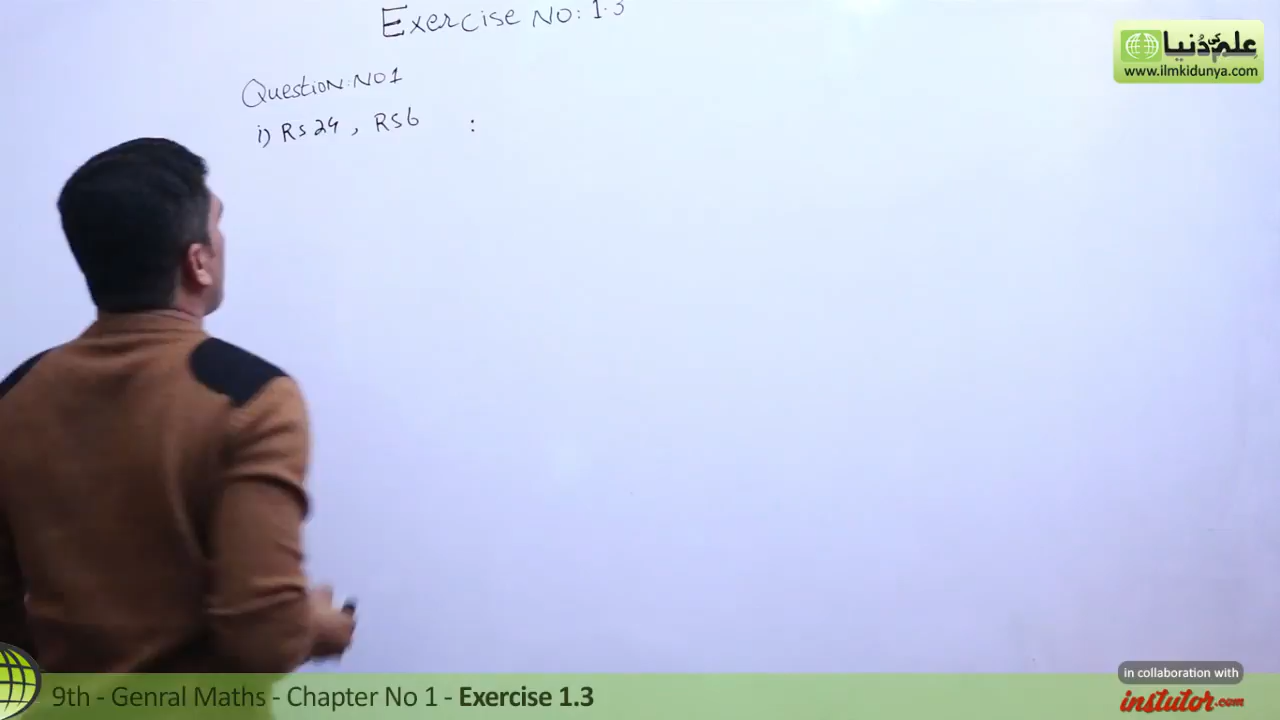 Exercise No: 1.3
Question: No 1
i) Rs 24 , Rs 6 :
علم کی دُنیا
www.ilmkidunya.com
in collaboration with
instutor.com
9th - Genral Maths - Chapter No 1 - Exercise 1.3